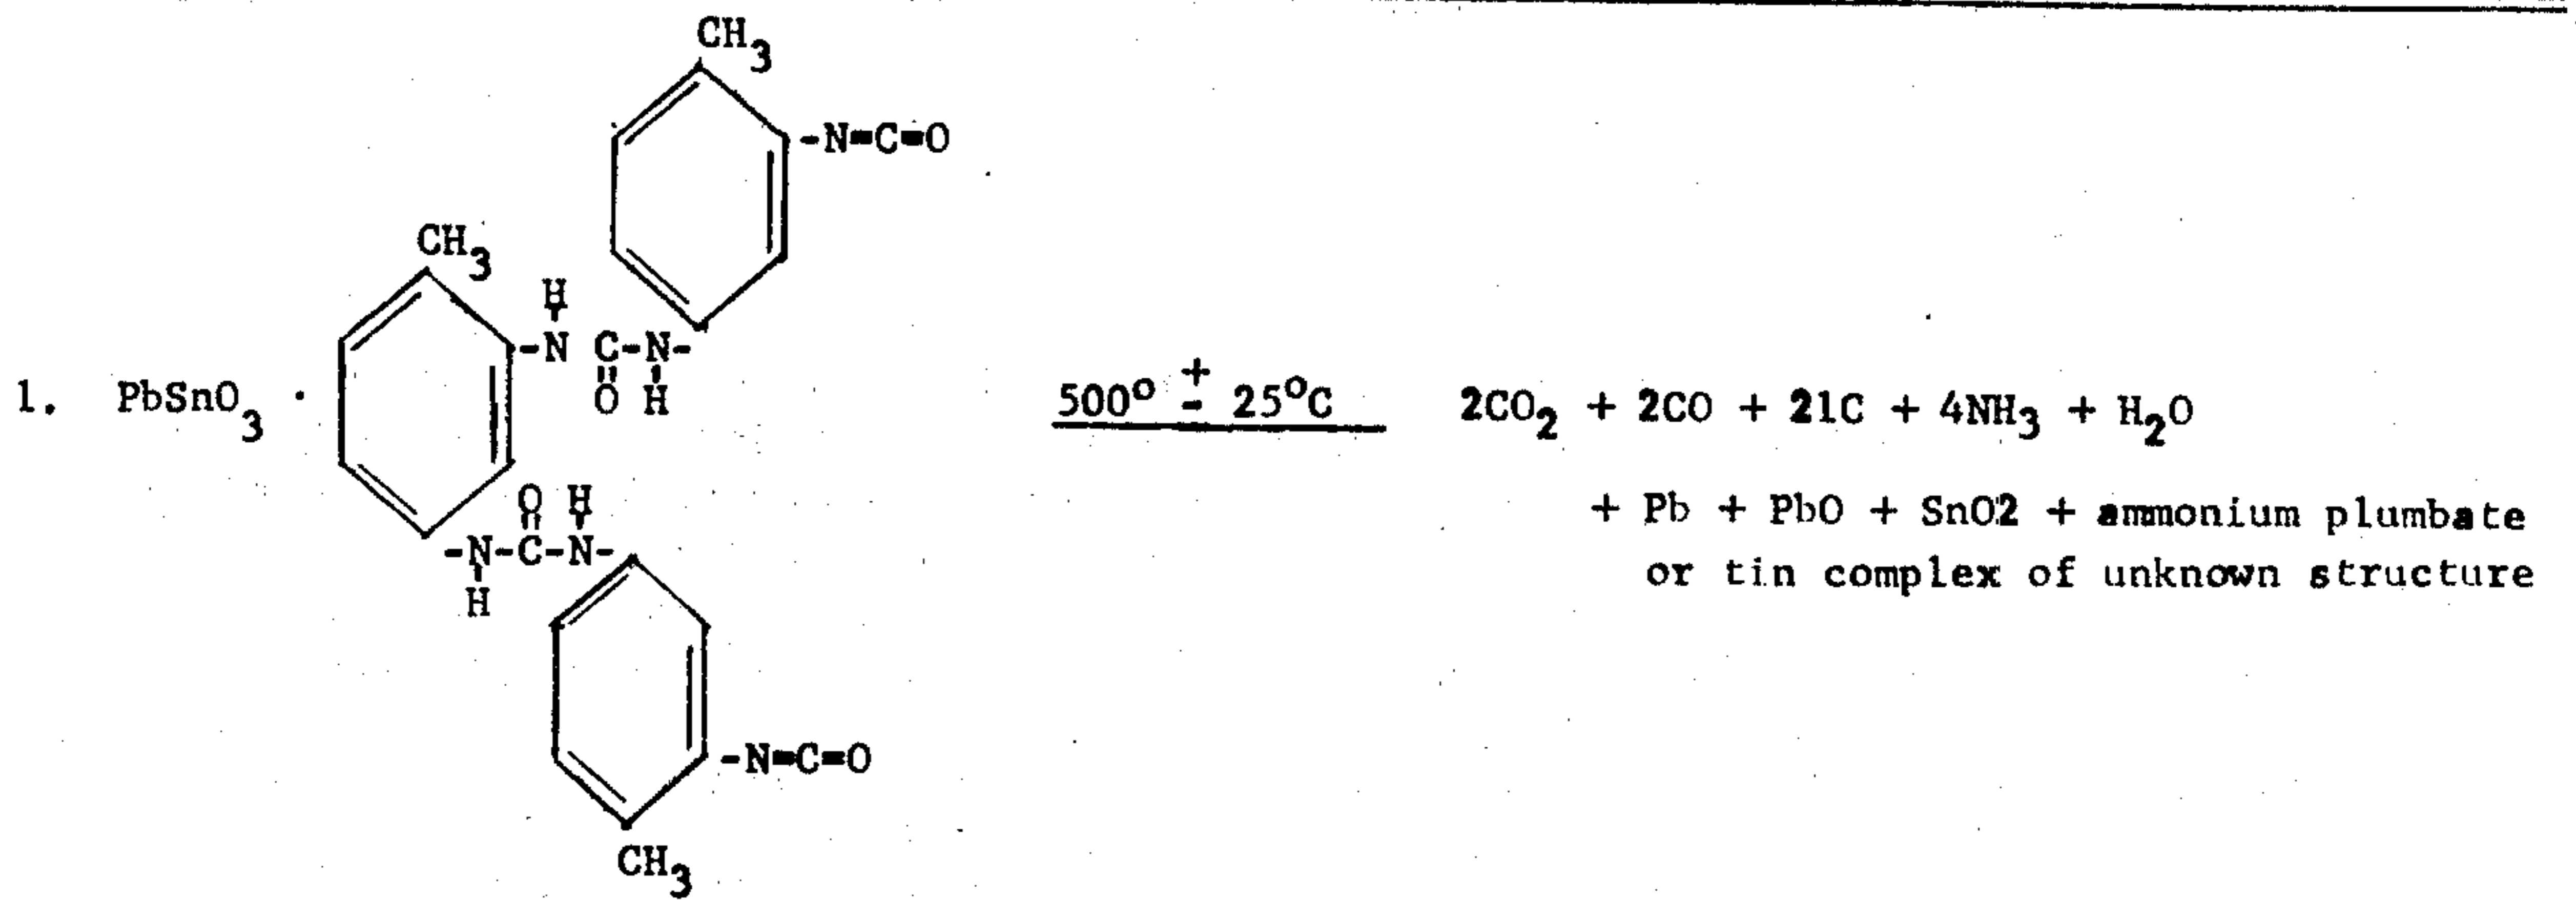 CH3
-N=C=O
CH3
H
-N C-N-
O H
1. PbSnO3 · 500° ± 25°C 2CO2 + 2CO + 21C + 4NH3 + H2O
O H
+ Pb + PbO + SnO2 + ammonium plumbate
-N-C-N-
or tin complex of unknown structure
H
-N=C=O
CH3